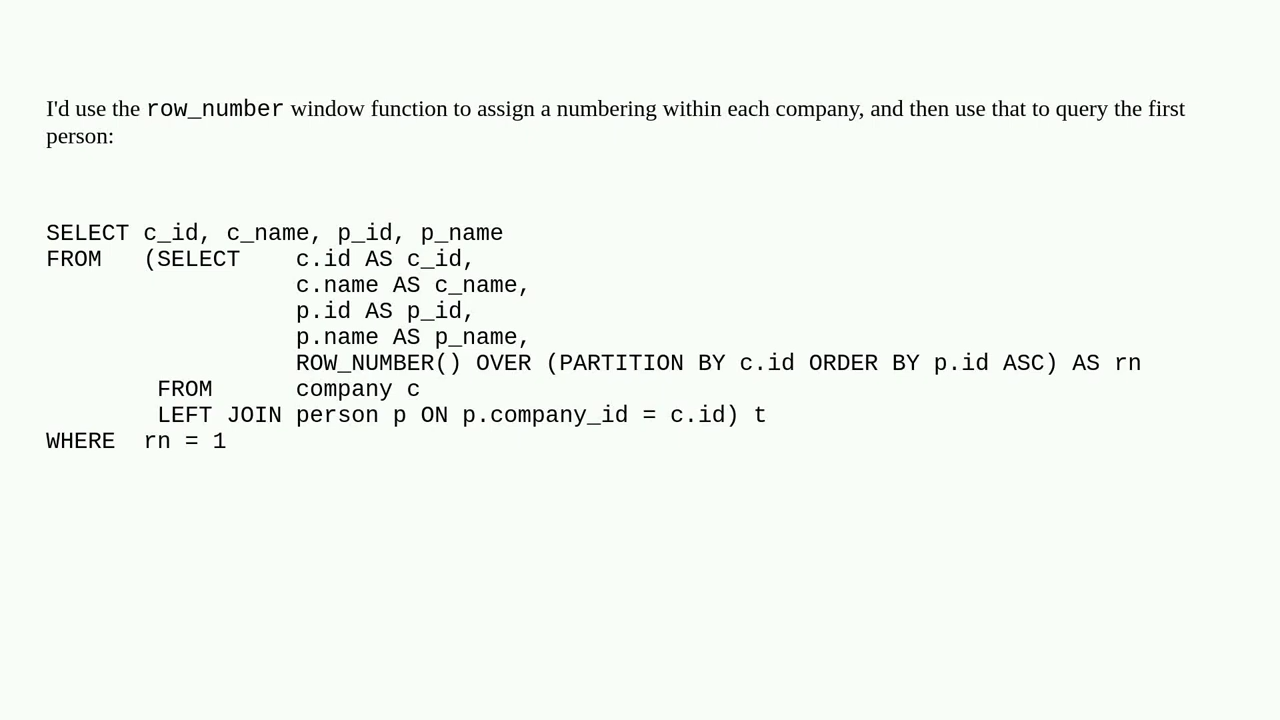 I'd use the row_number window function to assign a numbering within each company, and then use that to query the first
person:
SELECT c_id, c_name, p_id, p_name
FROM   (SELECT    c.id AS c_id,
                  c.name AS c_name,
                  p.id AS p_id,
                  p.name AS p_name,
                  ROW_NUMBER() OVER (PARTITION BY c.id ORDER BY p.id ASC) AS rn
        FROM      company c
        LEFT JOIN person p ON p.company_id = c.id) t
WHERE  rn = 1